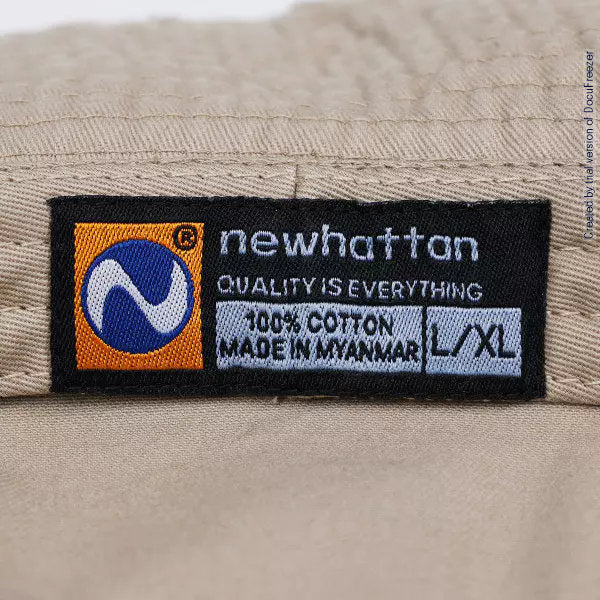 ®
newhattan
QUALITY IS EVERYTHING
100% COTTON
MADE IN MYANMAR
L/XL
Created by trial version of DocuFreezer